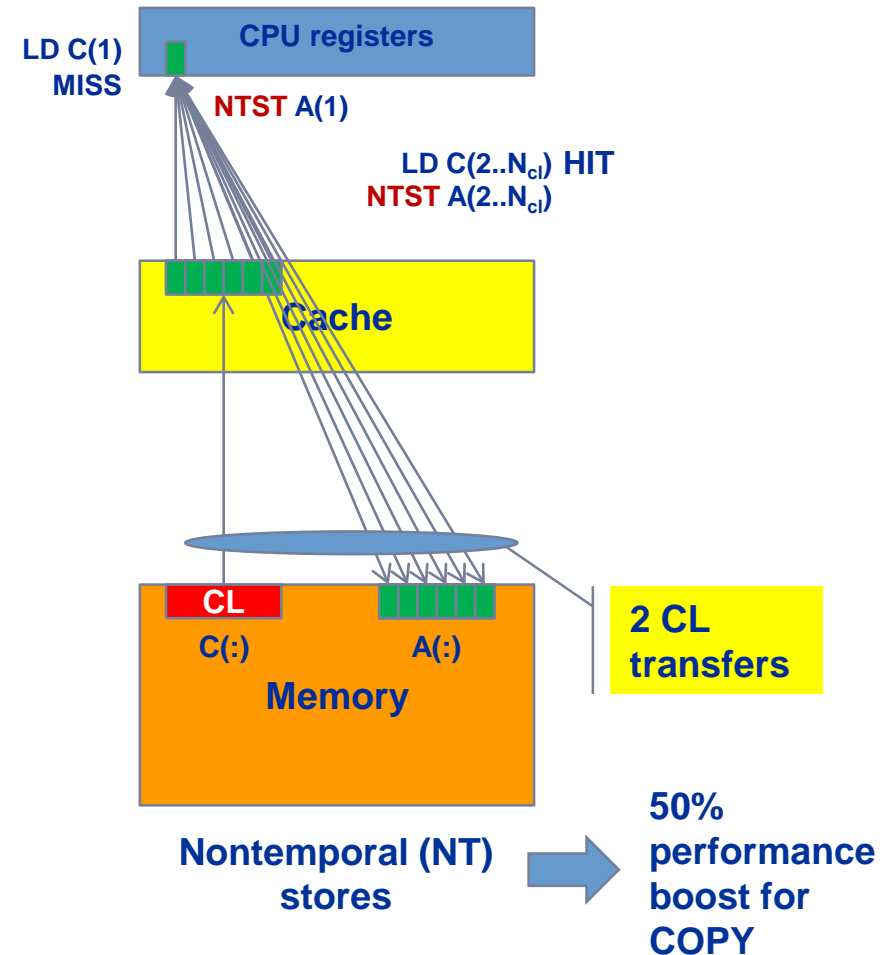 CPU registers
LD C(1)
MISS
NTST A(1)
LD C(2..Ncl) HIT
NTST A(2..Ncl)
Cache
CL
C(:)
A(:)
Memory
2 CL
transfers
Nontemporal (NT)
stores
50%
performance
boost for
COPY